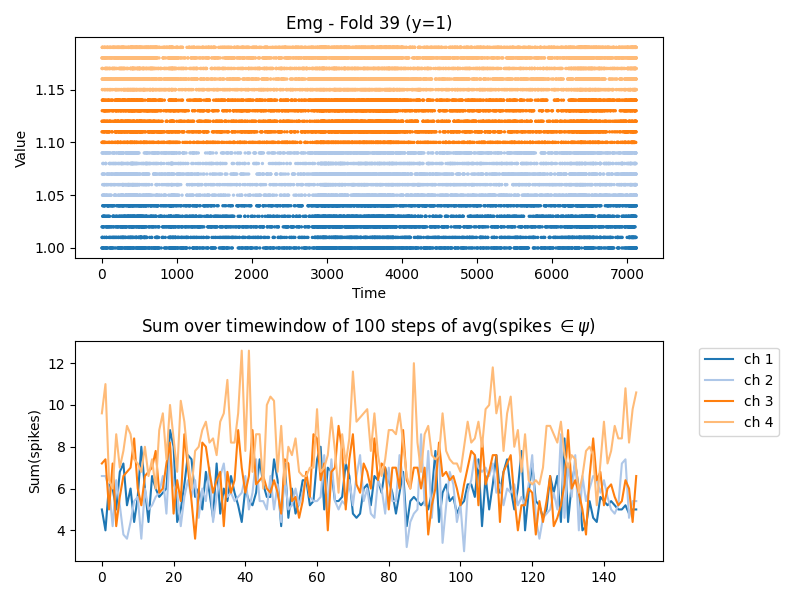 Emg - Fold 39 (y=1)
Value
1.15
1.10
1.05
1.00
0 1000 2000 3000 4000 5000 6000 7000
Time
Sum over timewindow of 100 steps of avg(spikes ∈ψ)
Sum(spikes)
12
10
8
6
4
0 20 40 60 80 100 120 140
ch 1
ch 2
ch 3
ch 4